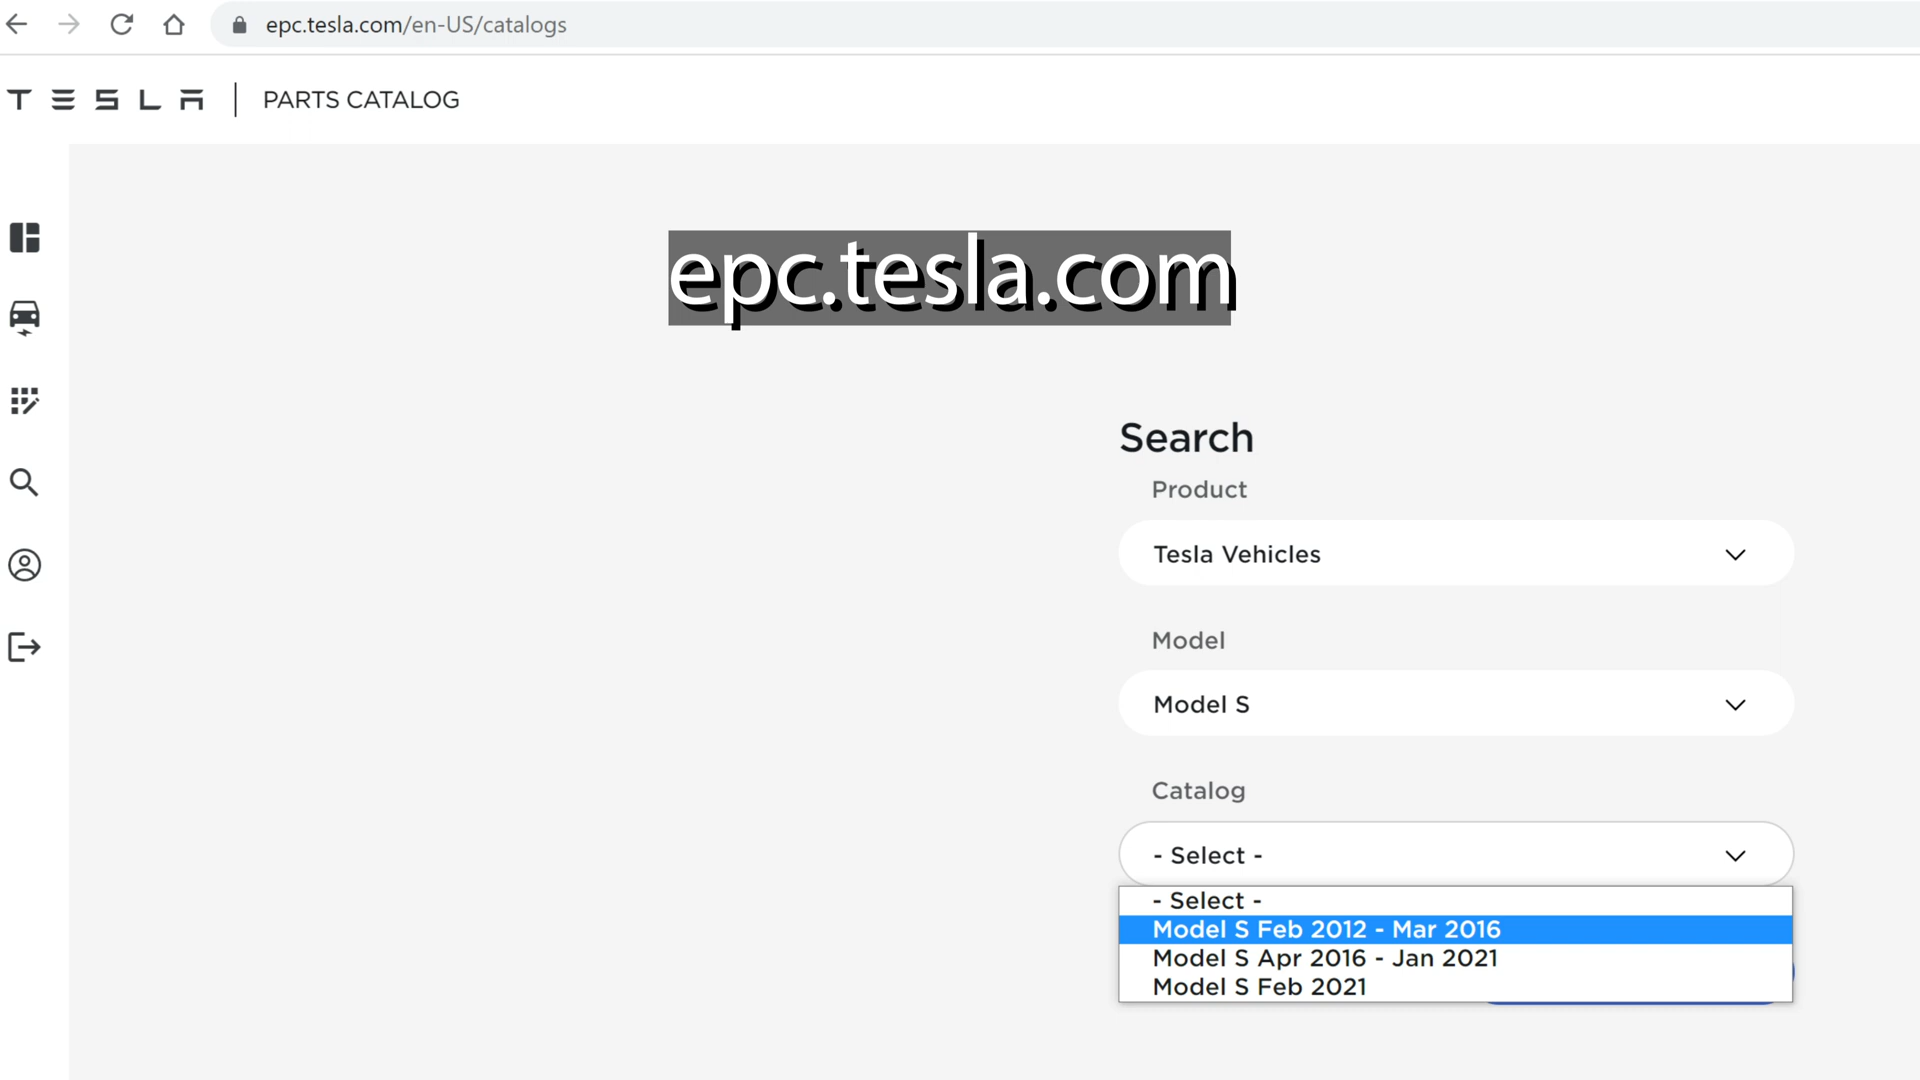 epc.tesla.com/en-US/catalogs
TESLA | PARTS CATALOG
epc.tesla.com
Search
Product
Tesla Vehicles
Model
Model S
Catalog
- Select -
- Select -
Model S Feb 2012 - Mar 2016
Model S Apr 2016 - Jan 2021
Model S Feb 2021